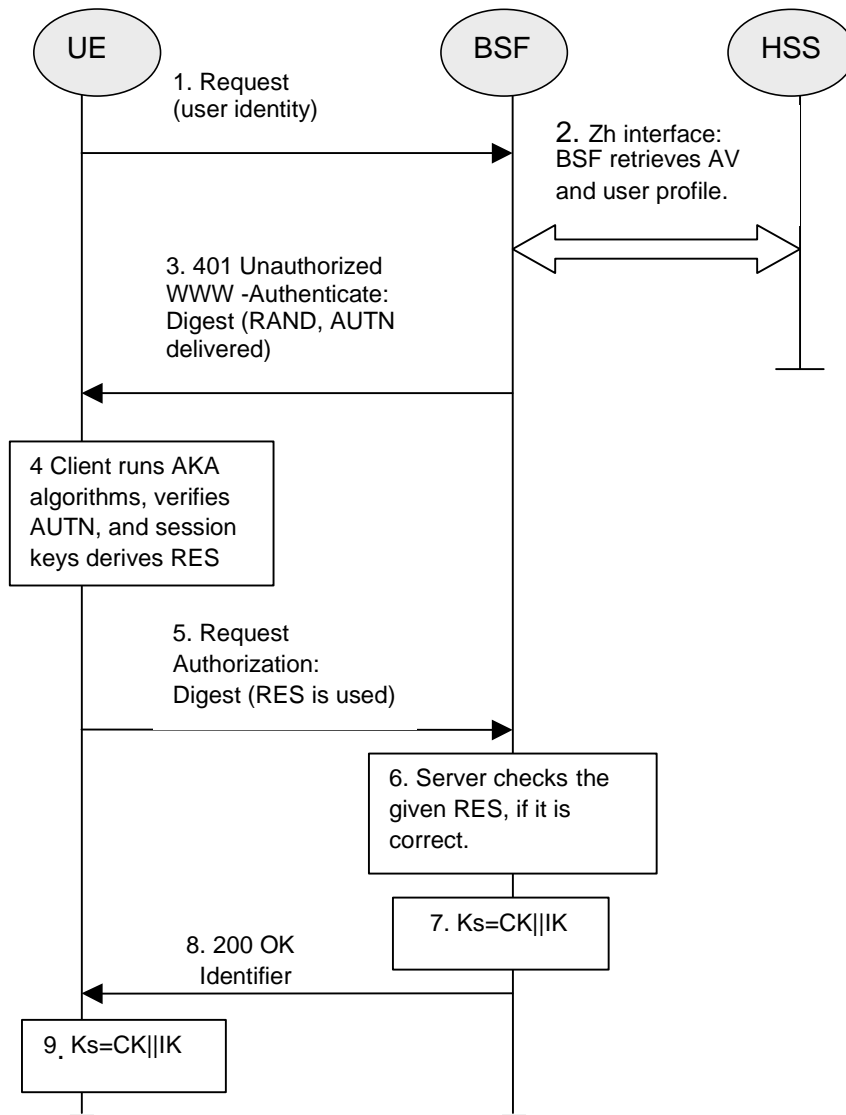 UE
BSF
HSS
1. Request
(user identity)
2. Zh interface:
BSF retrieves AV
and user profile.
3. 401 Unauthorized
WWW -Authenticate:
Digest (RAND, AUTN
delivered)
4 Client runs AKA
algorithms, verifies
AUTN, and session
keys derives RES
5. Request
Authorization:
Digest (RES is used)
6. Server checks the
given RES, if it is
correct.
7. Ks=CK||IK
8. 200 OK
Identifier
9. Ks=CK||IK